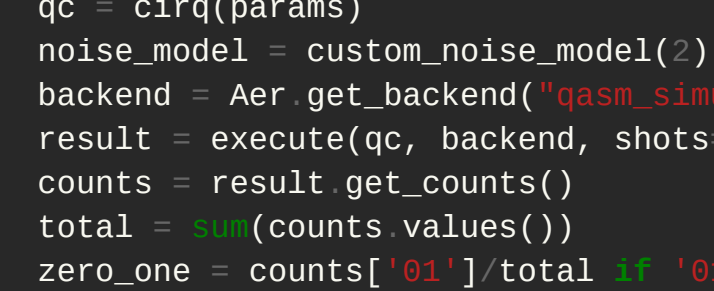 qc = cirq(params)
noise_model = custom_noise_model(2)
backend = Aer.get_backend("qasm_sim
result = execute(qc, backend, shots=
counts = result.get_counts()
total = sum(counts.values())
zero_one = counts['01']/total if '0